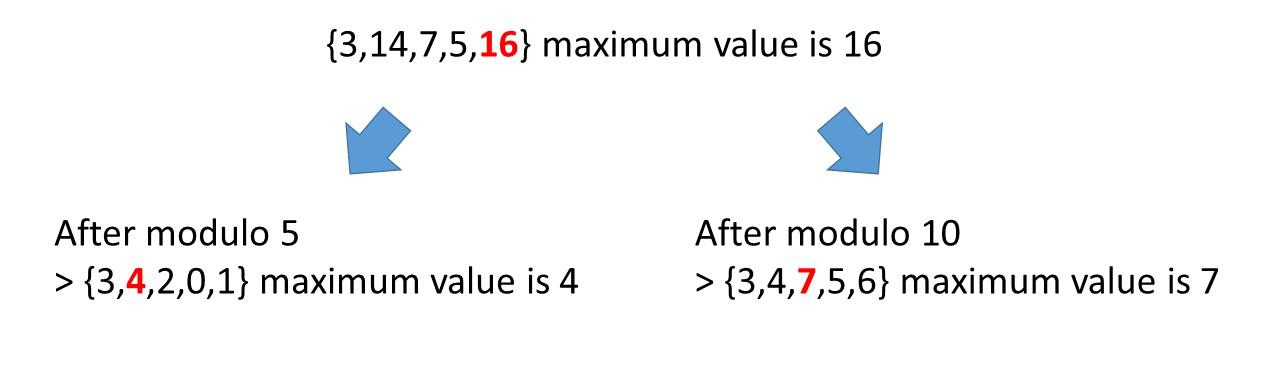 {3,14,7,5,16} maximum value is 16
After modulo 5
> {3,4,2,0,1} maximum value is 4
After modulo 10
> {3,4,7,5,6} maximum value is 7